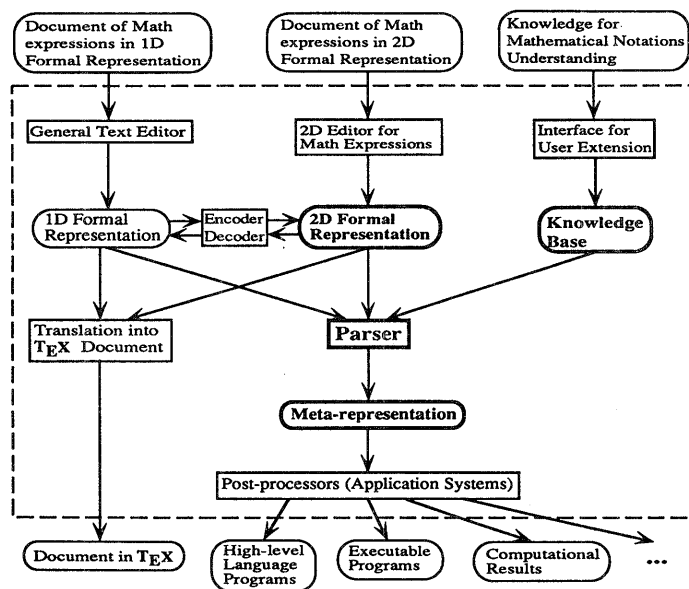 Document of Math
expressions in 1D
Formal Representation
Document of Math
expressions in 2D
Formal Representation
Knowledge for
Mathematical Notations
Understanding
General Text Editor
2D Editor for
Math Expressions
Interface for
User Extension
1D Formal
Representation
Encoder
Decoder
2D Formal
Representation
Knowledge
Base
Translation into
TEX Document
Parser
Meta-representation
Post-processors (Application Systems)
Document in TEX
High-level
Language
Programs
Executable
Programs
Computational
Results
...